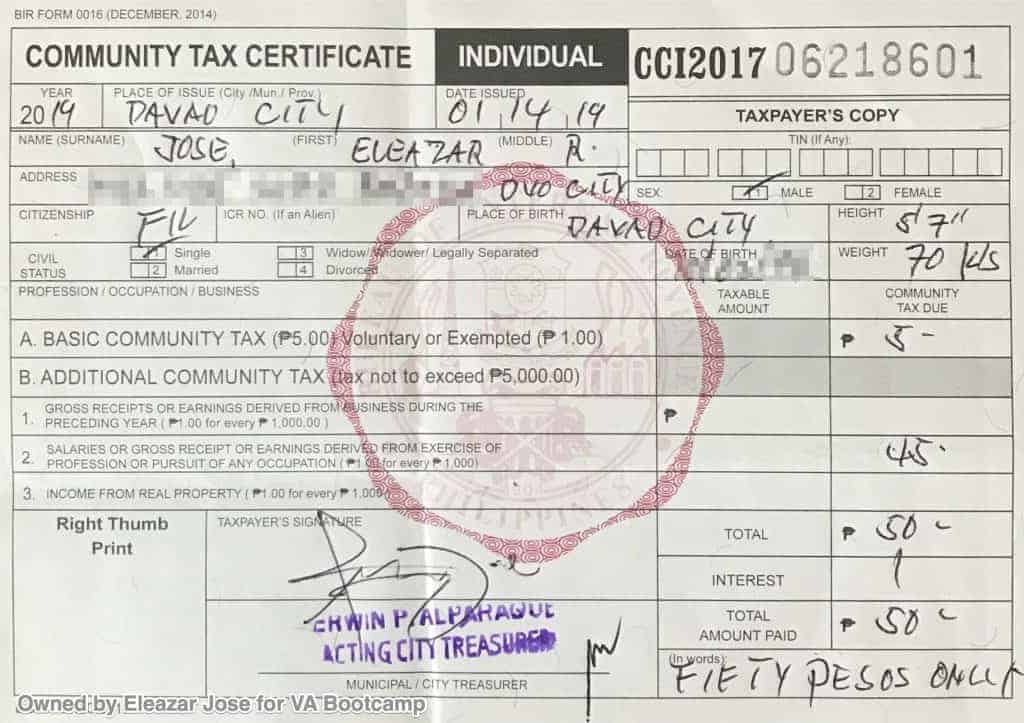 BIR FORM 0016 (DECEMBER, 2014)
COMMUNITY TAX CERTIFICATE INDIVIDUAL CCI2017 06218601
YEAR PLACE OF ISSUE (City /Mun./ Prov.) DATE ISSUED
2019 DAVAO CITY 01 14 19
TAXPAYER'S COPY
NAME (SURNAME) (FIRST) (MIDDLE) TIN (If Any):
JOSE, ELEAZAR R.
ADDRESS DVO CITY SEX: 1 MALE 2 FEMALE
CITIZENSHIP ICR NO. (If an Alien) PLACE OF BIRTH HEIGHT
FIL DAVAO CITY 5'7"
CIVIL STATUS
1 Single 3 Widow/Widower/ Legally Separated DATE OF BIRTH WEIGHT 70 k/s
2 Married 4 Divorced
PROFESSION / OCCUPATION / BUSINESS TAXABLE AMOUNT COMMUNITY TAX DUE
A. BASIC COMMUNITY TAX (₱5.00) Voluntary or Exempted (₱ 1.00) ₱ 5-
B. ADDITIONAL COMMUNITY TAX (tax not to exceed ₱5,000.00)
1. GROSS RECEIPTS OR EARNINGS DERIVED FROM BUSINESS DURING THE ₱
PRECEDING YEAR ( ₱1.00 for every ₱ 1,000.00 )
2. SALARIES OR GROSS RECEIPT OR EARNINGS DERIVED FROM EXERCISE OF 45.
PROFESSION OR PURSUIT OF ANY OCCUPATION ( ₱1.00 for every ₱ 1,000)
3. INCOME FROM REAL PROPERTY ( ₱1.00 for every ₱ 1,000)
PHILIPPINES
Right Thumb Print
TAXPAYER'S SIGNATURE
TOTAL ₱ 50-
INTEREST
TOTAL AMOUNT PAID ₱ 50-
ERWIN P. ALPARAQUE
ACTING CITY TREASURER
MUNICIPAL / CITY TREASURER
(In words):
FIFTY PESOS ONLY
Owned by Eleazar Jose for VA Bootcamp